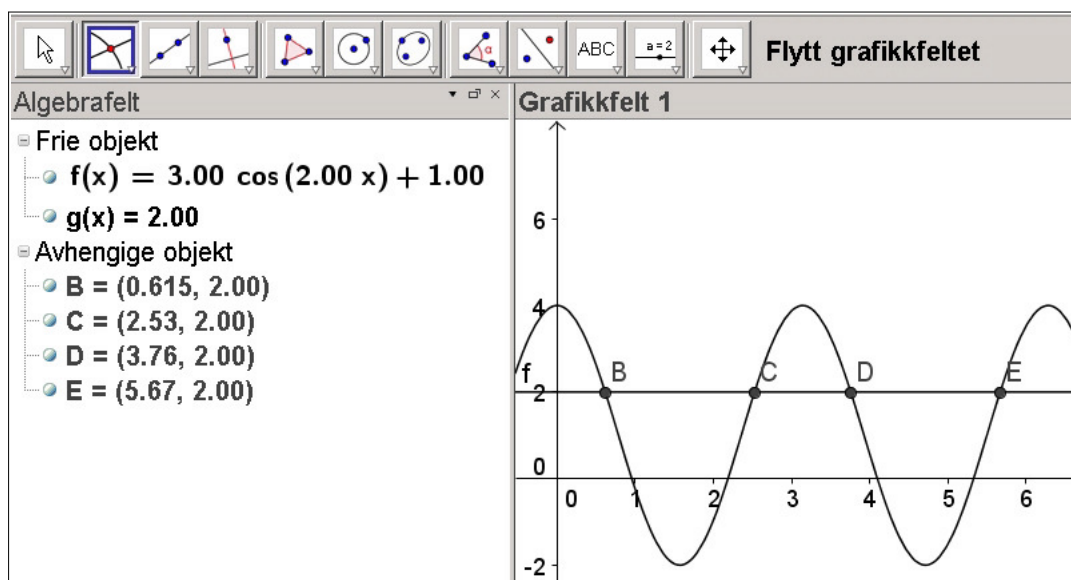 ABC
a=2
α
Flytt grafikkfeltet
Algebrafelt
Frie objekt
f(x) = 3.00 cos(2.00 x) + 1.00
g(x) = 2.00
Avhengige objekt
B = (0.615, 2.00)
C = (2.53, 2.00)
D = (3.76, 2.00)
E = (5.67, 2.00)
Grafikkfelt 1
6
4
f
B
C
D
E
2
0
0
1
2
3
4
5
6
-2